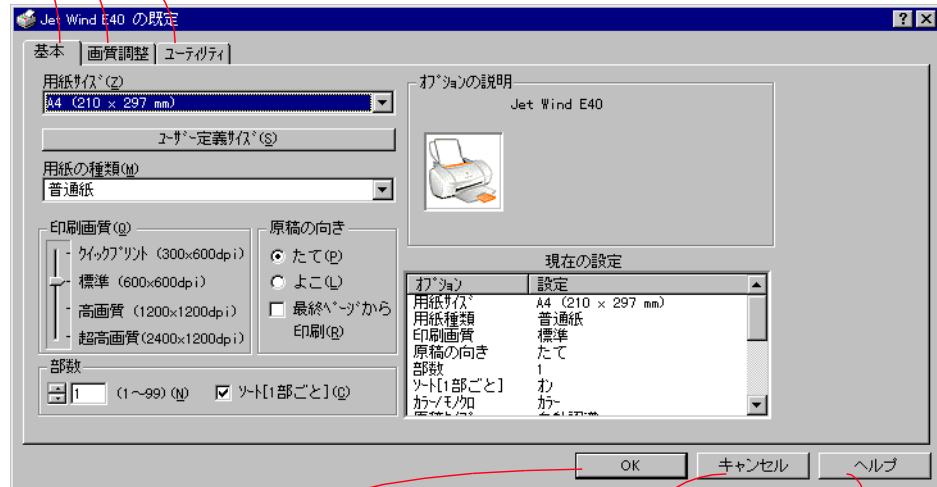 Jet Wind E40 の既定
基本 画質調整 ﾕｰﾃｨﾘﾃｨ
用紙ｻｲｽﾞ(Z)
A4 (210 x 297 mm)
ﾕｰｻﾞｰ定義ｻｲｽﾞ(S)
用紙の種類(M)
普通紙
印刷画質(Q)
ｸｲｯｸﾌﾟﾘﾝﾄ (300x600dpi)
標準 (600x600dpi)
高画質 (1200x1200dpi)
超高画質(2400x1200dpi)
原稿の向き
たて(P)
よこ(L)
最終ﾍﾟｰｼﾞから
印刷(R)
部数
1 (1～99)(N) ｿｰﾄ[1部ごと](C)
ｵﾌﾟｼｮﾝの説明
Jet Wind E40
現在の設定
ｵﾌﾟｼｮﾝ 設定
用紙ｻｲｽﾞ A4 (210 x 297 mm)
用紙種類 普通紙
印刷画質 標準
原稿の向き たて
部数 1
ｿｰﾄ[1部ごと] ｵﾝ
ｶﾗｰ/ﾓﾉｸﾛ ｶﾗｰ
OK キャンセル ヘルプ